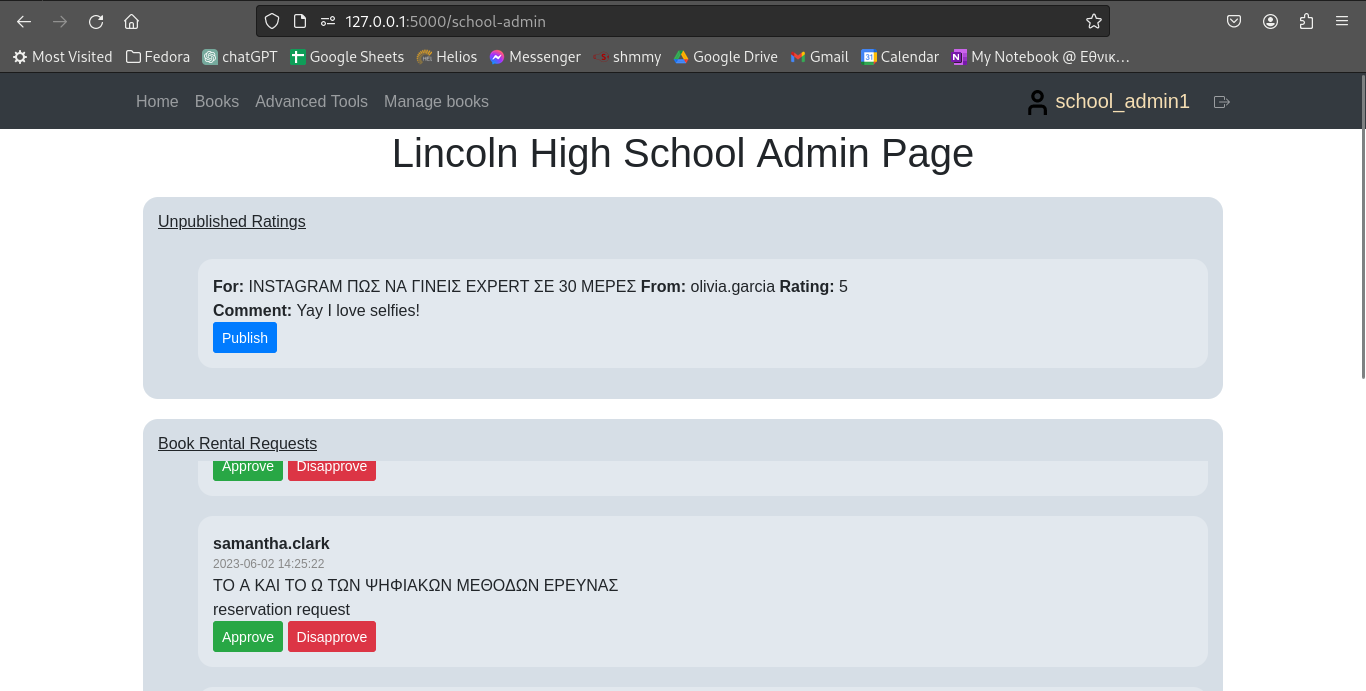 127.0.0.1:5000/school-admin
Most Visited Fedora chatGPT Google Sheets Helios Messenger shmmy Google Drive Gmail Calendar My Notebook @ Εθνικ…
Home Books Advanced Tools Manage books school_admin1
Lincoln High School Admin Page
Unpublished Ratings
For: INSTAGRAM ΠΩΣ ΝΑ ΓΙΝΕΙΣ EXPERT ΣΕ 30 ΜΕΡΕΣ From: olivia.garcia Rating: 5
Comment: Yay I love selfies!
Publish
Book Rental Requests
Approve Disapprove
samantha.clark
2023-06-02 14:25:22
ΤΟ Α ΚΑΙ ΤΟ Ω ΤΩΝ ΨΗΦΙΑΚΩΝ ΜΕΘΟΔΩΝ ΕΡΕΥΝΑΣ
reservation request
Approve Disapprove